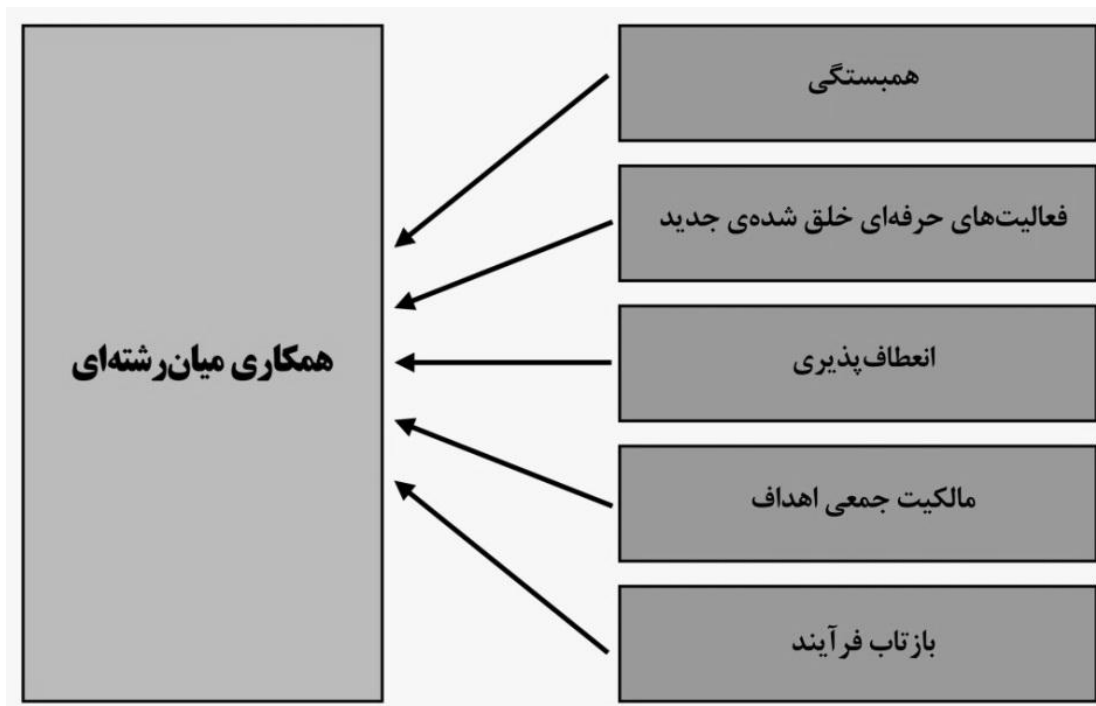 همبستگی
فعالیت‌های حرفه‌ای خلق شده‌ی جدید
انعطاف‌پذیری
مالکیت جمعی اهداف
بازتاب فرآیند
همکاری میان‌رشته‌ای